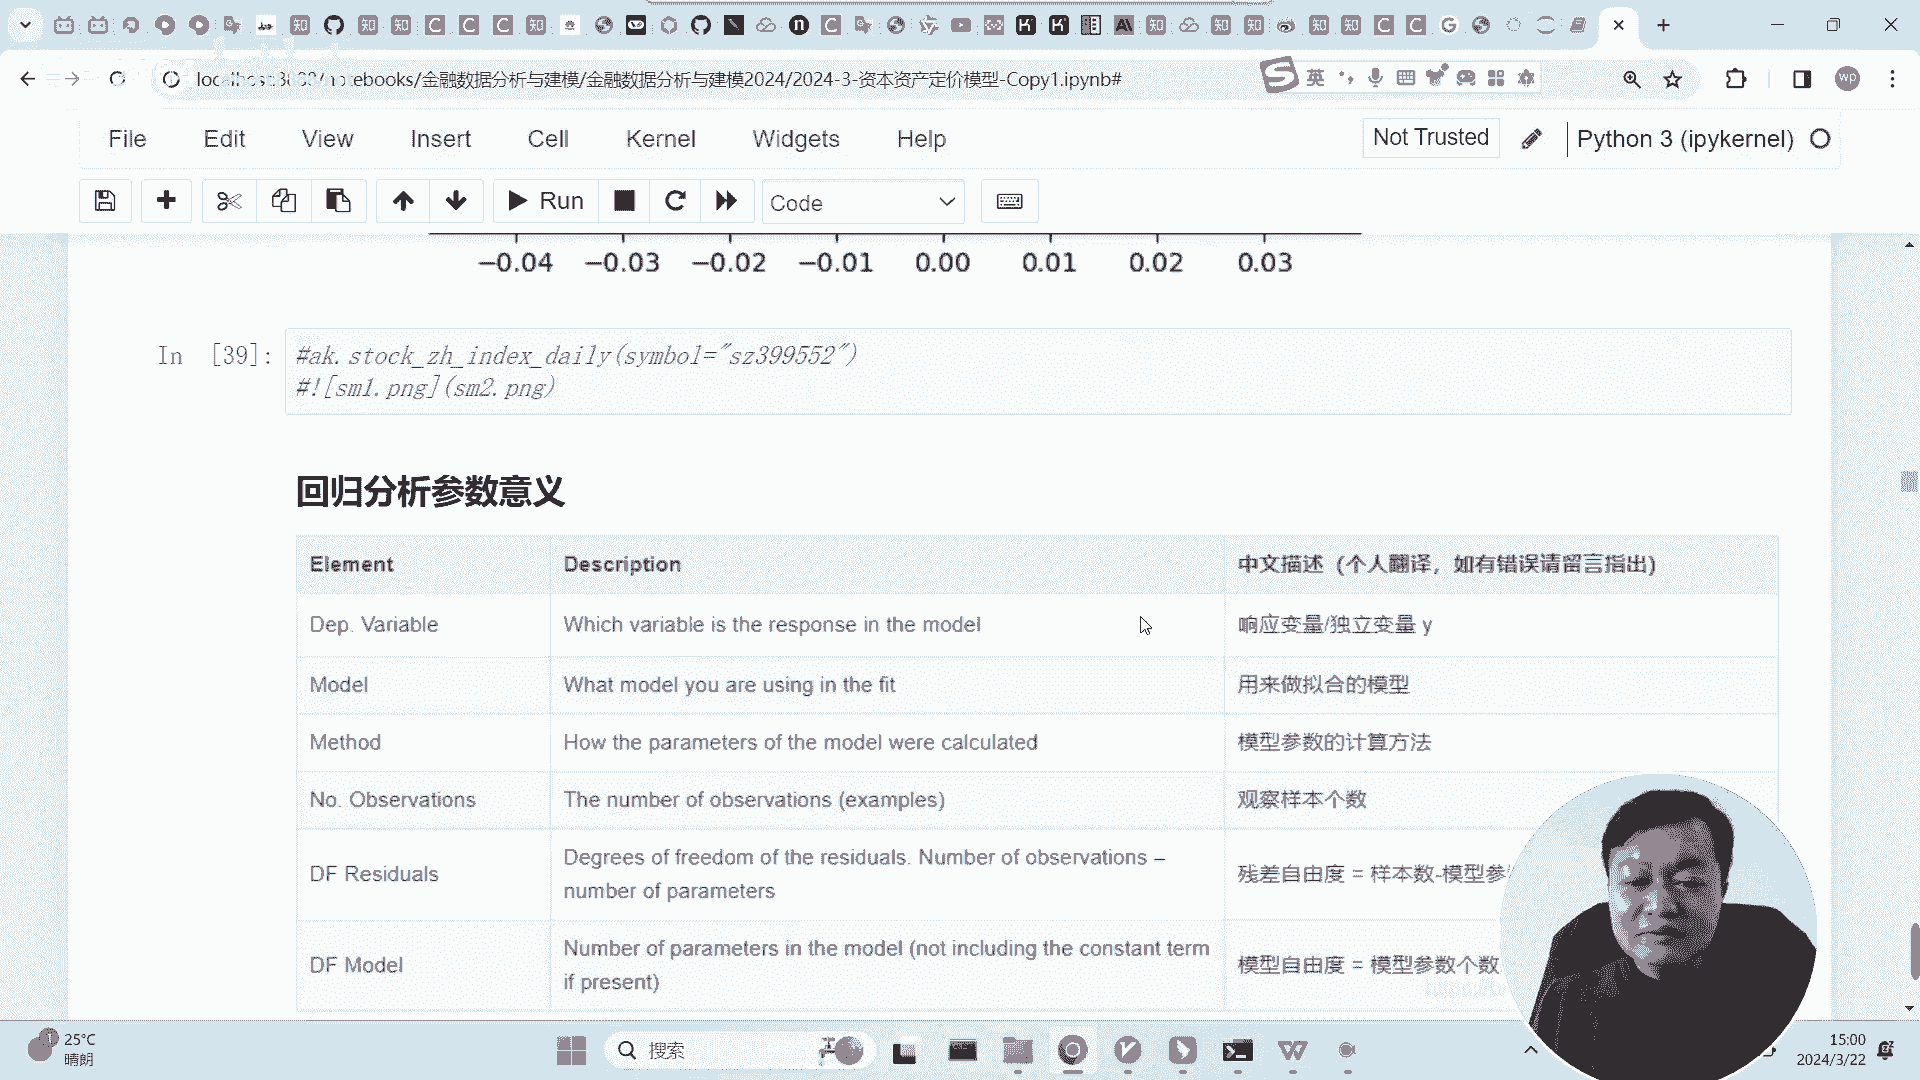 localhost:8888/notebooks/金融数据分析与建模/金融数据分析与建模2024/2024-3-资本资产定价模型-Copy1.ipynb#
英
wp
File Edit View Insert Cell Kernel Widgets Help
Not Trusted
Python 3 (ipykernel)
Run
Code
−0.04 −0.03 −0.02 −0.01 0.00 0.01 0.02 0.03
In [39]:
#ak.stock_zh_index_daily(symbol="sz399552")
#![sm1.png](sm2.png)
回归分析参数意义
Element Description 中文描述（个人翻译，如有错误请留言指出)
Dep. Variable Which variable is the response in the model 响应变量/独立变量 y
Model What model you are using in the fit 用来做拟合的模型
Method How the parameters of the model were calculated 模型参数的计算方法
No. Observations The number of observations (examples) 观察样本个数
DF Residuals Degrees of freedom of the residuals. Number of observations –
number of parameters 残差自由度 = 样本数-模型参
DF Model Number of parameters in the model (not including the constant term
if present) 模型自由度 = 模型参数个数
25°C
晴朗
搜索
15:00
2024/3/22